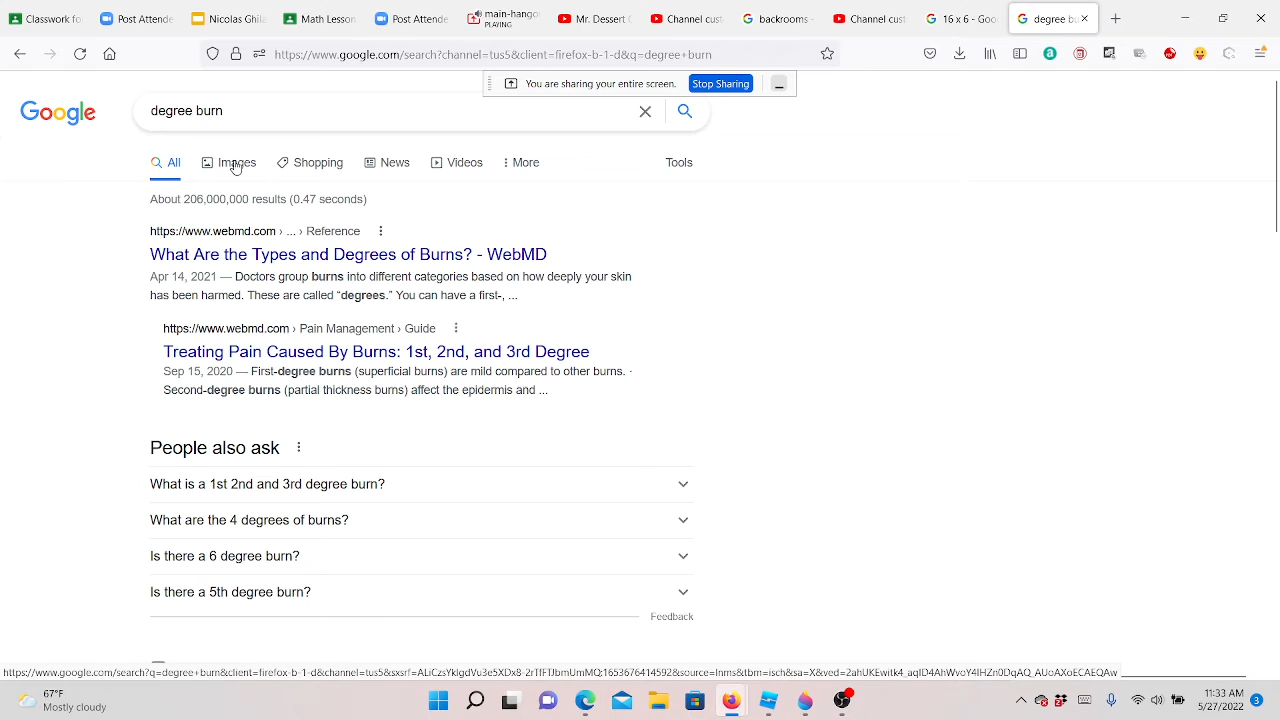 Classwork fo
Post Attende
Nicolas Ghila
Math Lesson
Post Attende
main-hang
PLAYING
Mr. Dessert
Channel cust
backrooms -
Channel cust
16 x 6 - Goo
degree bu
https://www.google.com/search?channel=tus5&client=firefox-b-1-d&q=degree+burn
You are sharing your entire screen.
Stop Sharing
Google
degree burn
All
Images
Shopping
News
Videos
More
Tools
About 206,000,000 results (0.47 seconds)
https://www.webmd.com › ... › Reference
What Are the Types and Degrees of Burns? - WebMD
Apr 14, 2021 — Doctors group burns into different categories based on how deeply your skin
has been harmed. These are called “degrees.” You can have a first-, ...
https://www.webmd.com › Pain Management › Guide
Treating Pain Caused By Burns: 1st, 2nd, and 3rd Degree
Sep 15, 2020 — First-degree burns (superficial burns) are mild compared to other burns. ·
Second-degree burns (partial thickness burns) affect the epidermis and ...
People also ask
What is a 1st 2nd and 3rd degree burn?
What are the 4 degrees of burns?
Is there a 6 degree burn?
Is there a 5th degree burn?
Feedback
67°F
Mostly cloudy
11:33 AM
5/27/2022
3